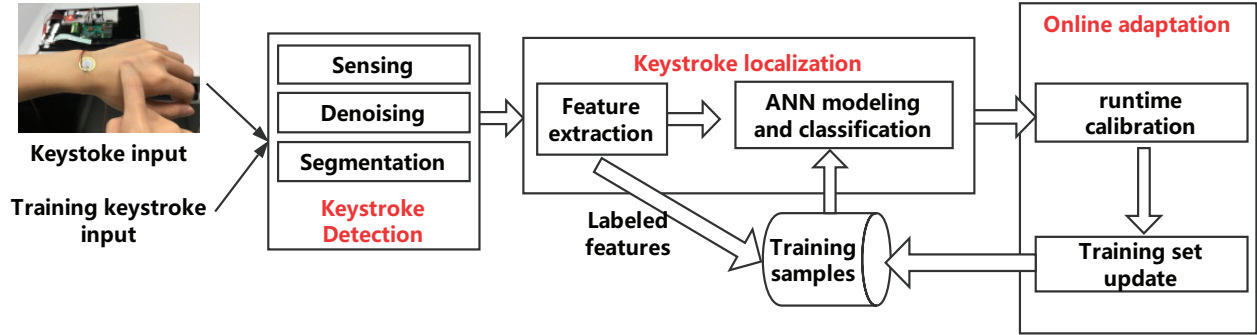 Keystoke input
Training keystroke
input
Sensing
Denoising
Segmentation
Keystroke
Detection
Keystroke localization
Feature
extraction
ANN modeling
and classification
Labeled
features
Training
samples
Online adaptation
runtime
calibration
Training set
update